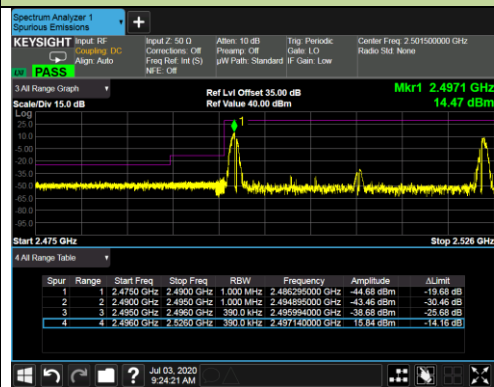 Spectrum Analyzer 1
Spurious Emissions
KEYSIGHT Input: RF Input Z: 50 Ω Atten: 10 dB Trig: Periodic Center Freq: 2.501500000 GHz
Coupling: DC Corrections: Off Preamp: Off Gate: LO Radio Std: None
Align: Auto Freq Ref: Int (S) µW Path: Standard IF Gain: Low
NFE: Off
PASS
3 All Range Graph
Ref Lvl Offset 35.00 dB Mkr1 2.4971 GHz
Scale/Div 15.0 dB Ref Value 40.00 dBm 14.47 dBm
Log
25.0
10.0
-5.00
-20.0
-35.0
-50.0
-65.0
-80.0
-95.0
1
Start 2.475 GHz Stop 2.526 GHz
4 All Range Table
Spur Range Start Freq Stop Freq RBW Frequency Amplitude ΔLimit
1 1 2.4750 GHz 2.4900 GHz 1.000 MHz 2.486295000 GHz -44.68 dBm -19.68 dB
2 2 2.4900 GHz 2.4950 GHz 1.000 MHz 2.494895000 GHz -43.46 dBm -30.46 dB
3 3 2.4950 GHz 2.4960 GHz 390.0 kHz 2.495994000 GHz -38.68 dBm -25.68 dB
4 4 2.4960 GHz 2.5260 GHz 390.0 kHz 2.497140000 GHz 15.84 dBm -14.16 dB
Jul 03, 2020
9:24:21 AM